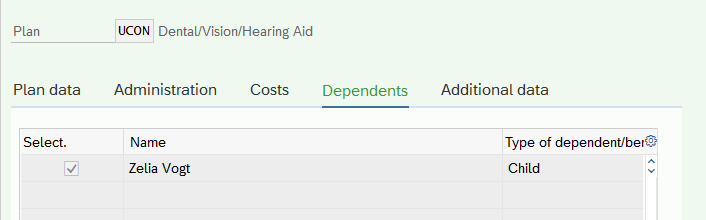 Plan UCON Dental/Vision/Hearing Aid
Plan data Administration Costs Dependents Additional data
Select. Name Type of dependent/ber
Zelia Vogt Child